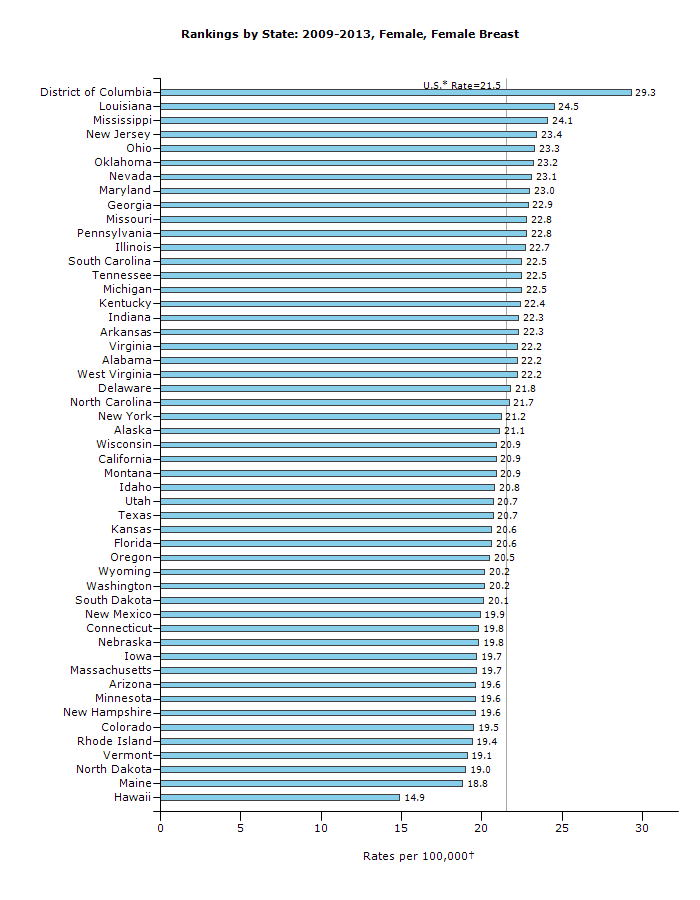 Rankings by State: 2009-2013, Female, Female Breast
U.S.* Rate=21.5
District of Columbia 29.3
Louisiana 24.5
Mississippi 24.1
New Jersey 23.4
Ohio 23.3
Oklahoma 23.2
Nevada 23.1
Maryland 23.0
Georgia 22.9
Missouri 22.8
Pennsylvania 22.8
Illinois 22.7
South Carolina 22.5
Tennessee 22.5
Michigan 22.5
Kentucky 22.4
Indiana 22.3
Arkansas 22.3
Virginia 22.2
Alabama 22.2
West Virginia 22.2
Delaware 21.8
North Carolina 21.7
New York 21.2
Alaska 21.1
Wisconsin 20.9
California 20.9
Montana 20.9
Idaho 20.8
Utah 20.7
Texas 20.7
Kansas 20.6
Florida 20.6
Oregon 20.5
Wyoming 20.2
Washington 20.2
South Dakota 20.1
New Mexico 19.9
Connecticut 19.8
Nebraska 19.8
Iowa 19.7
Massachusetts 19.7
Arizona 19.6
Minnesota 19.6
New Hampshire 19.6
Colorado 19.5
Rhode Island 19.4
Vermont 19.1
North Dakota 19.0
Maine 18.8
Hawaii 14.9
0 5 10 15 20 25 30
Rates per 100,000†